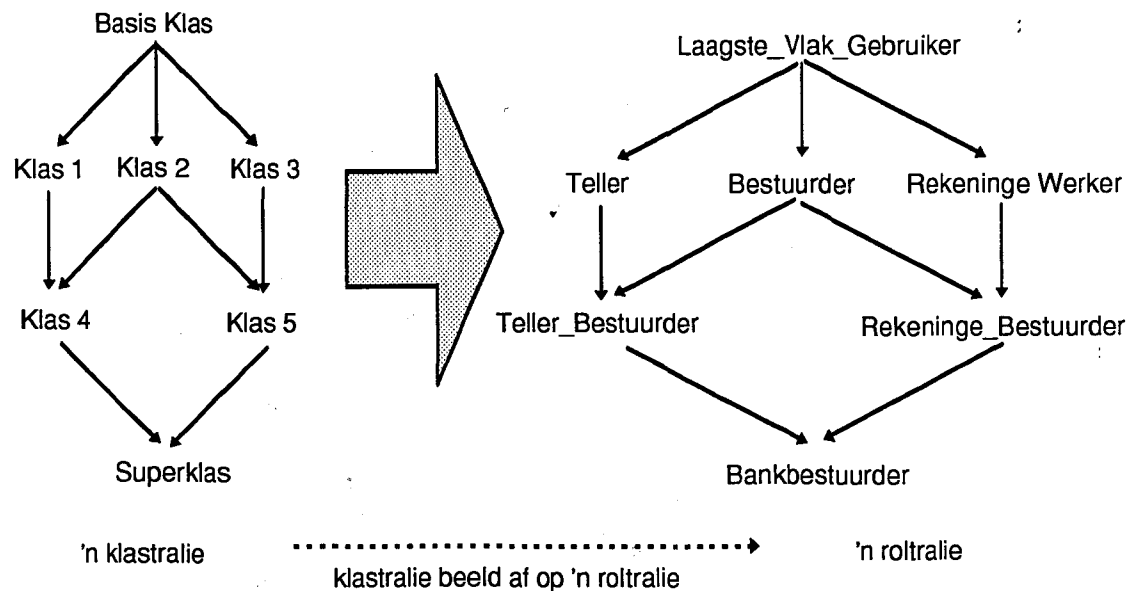 Basis Klas
Klas 1 Klas 2 Klas 3
Klas 4 Klas 5
Superklas
'n klastralie
Laagste_Vlak_Gebruiker
Teller Bestuurder Rekeninge Werker
Teller_Bestuurder Rekeninge_Bestuurder
Bankbestuurder
'n roltralie
klastralie beeld af op 'n roltralie